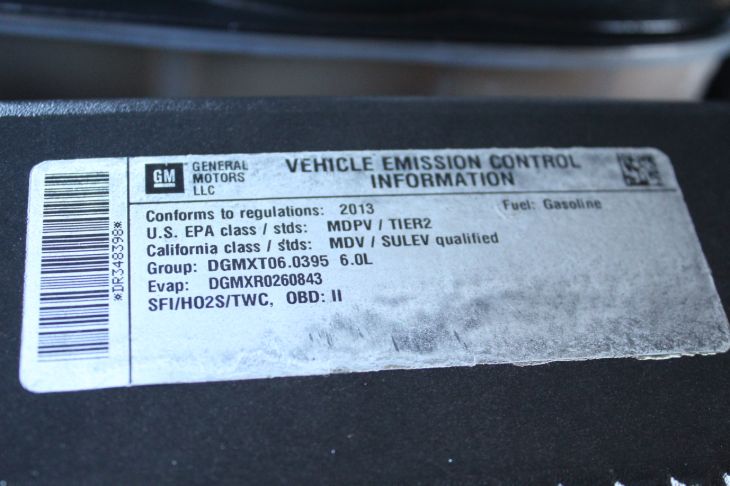 *DR348398*
GM
GENERAL
MOTORS
LLC
VEHICLE EMISSION CONTROL
INFORMATION
Conforms to regulations: 2013 Fuel: Gasoline
U.S. EPA class / stds: MDPV / TIER2
California class / stds: MDV / SULEV qualified
Group: DGMXT06.0395 6.0L
Evap: DGMXR0260843
SFI/HO2S/TWC, OBD: II